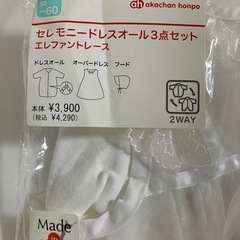 50
~60
ah akachan honpo
セレモニードレスオール3点セット
エレファントレース
ドレスオール オーバードレス フード
本体 ¥3,900
(税込 ¥4,290)
2WAY
Made